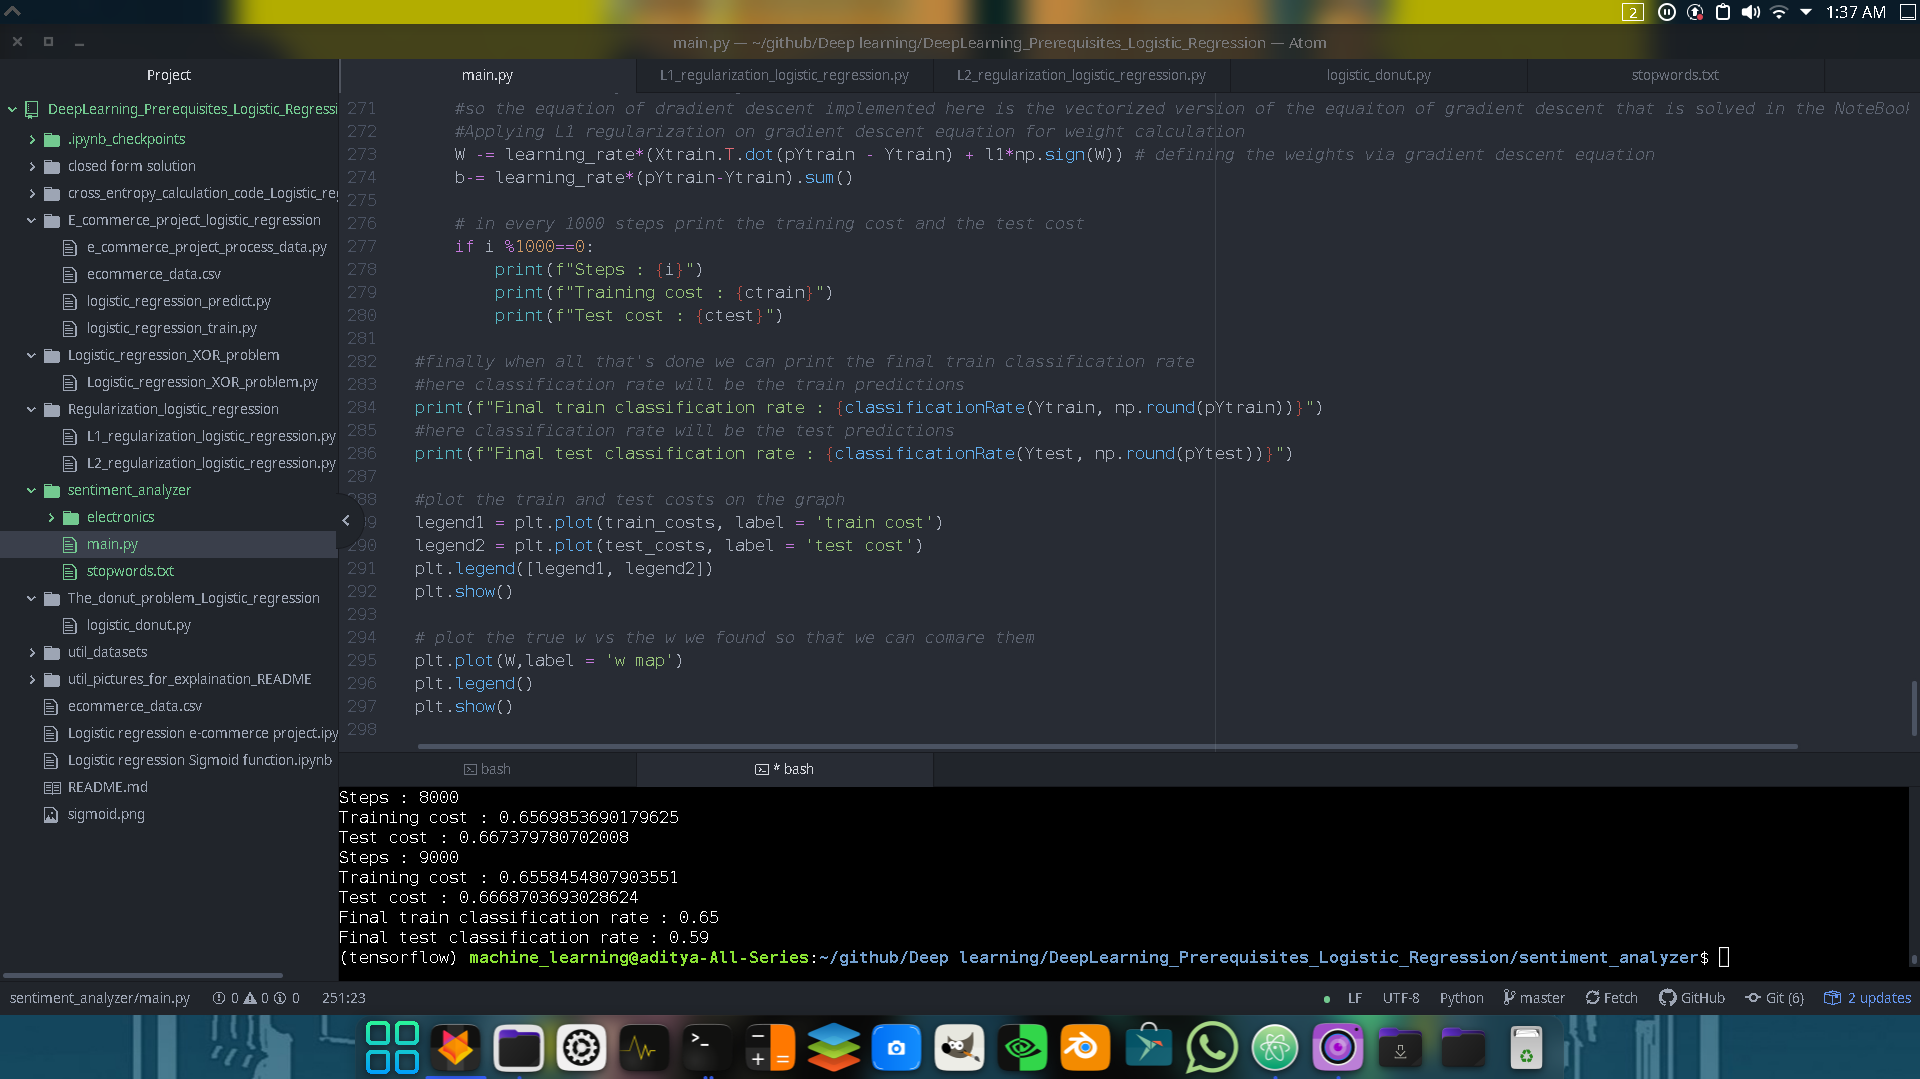 2
1:37 AM
main.py — ~/github/Deep learning/DeepLearning_Prerequisites_Logistic_Regression — Atom
Project
main.py
L1_regularization_logistic_regression.py
L2_regularization_logistic_regression.py
logistic_donut.py
stopwords.txt
DeepLearning_Prerequisites_Logistic_Regressi
.ipynb_checkpoints
closed form solution
cross_entropy_calculation_code_Logistic_re
E_commerce_project_logistic_regression
e_commerce_project_process_data.py
ecommerce_data.csv
logistic_regression_predict.py
logistic_regression_train.py
Logistic_regression_XOR_problem
Logistic_regression_XOR_problem.py
Regularization_logistic_regression
L1_regularization_logistic_regression.py
L2_regularization_logistic_regression.py
sentiment_analyzer
electronics
main.py
stopwords.txt
The_donut_problem_Logistic_regression
logistic_donut.py
util_datasets
util_pictures_for_explaination_README
ecommerce_data.csv
Logistic regression e-commerce project.ipy
Logistic regression Sigmoid function.ipynb
README.md
sigmoid.png
271 #so the equation of dradient descent implemented here is the vectorized version of the equaiton of gradient descent that is solved in the NoteBook
272 #Applying L1 regularization on gradient descent equation for weight calculation
273 W -= learning_rate*(Xtrain.T.dot(pYtrain - Ytrain) + l1*np.sign(W)) # defining the weights via gradient descent equation
274 b-= learning_rate*(pYtrain-Ytrain).sum()
275
276 # in every 1000 steps print the training cost and the test cost
277 if i %1000==0:
278 print(f"Steps : {i}")
279 print(f"Training cost : {ctrain}")
280 print(f"Test cost : {ctest}")
281
282 #finally when all that's done we can print the final train classification rate
283 #here classification rate will be the train predictions
284 print(f"Final train classification rate : {classificationRate(Ytrain, np.round(pYtrain))}")
285 #here classification rate will be the test predictions
286 print(f"Final test classification rate : {classificationRate(Ytest, np.round(pYtest))}")
287
88 #plot the train and test costs on the graph
89 legend1 = plt.plot(train_costs, label = 'train cost')
290 legend2 = plt.plot(test_costs, label = 'test cost')
291 plt.legend([legend1, legend2])
292 plt.show()
293
294 # plot the true w vs the w we found so that we can comare them
295 plt.plot(W,label = 'w map')
296 plt.legend()
297 plt.show()
298
bash
* bash
Steps : 8000
Training cost : 0.6569853690179625
Test cost : 0.667379780702008
Steps : 9000
Training cost : 0.6558454807903551
Test cost : 0.6668703693028624
Final train classification rate : 0.65
Final test classification rate : 0.59
(tensorflow) machine_learning@aditya-All-Series:~/github/Deep learning/DeepLearning_Prerequisites_Logistic_Regression/sentiment_analyzer$
sentiment_analyzer/main.py 0 0 0 251:23 LF UTF-8 Python master Fetch GitHub Git (6) 2 updates